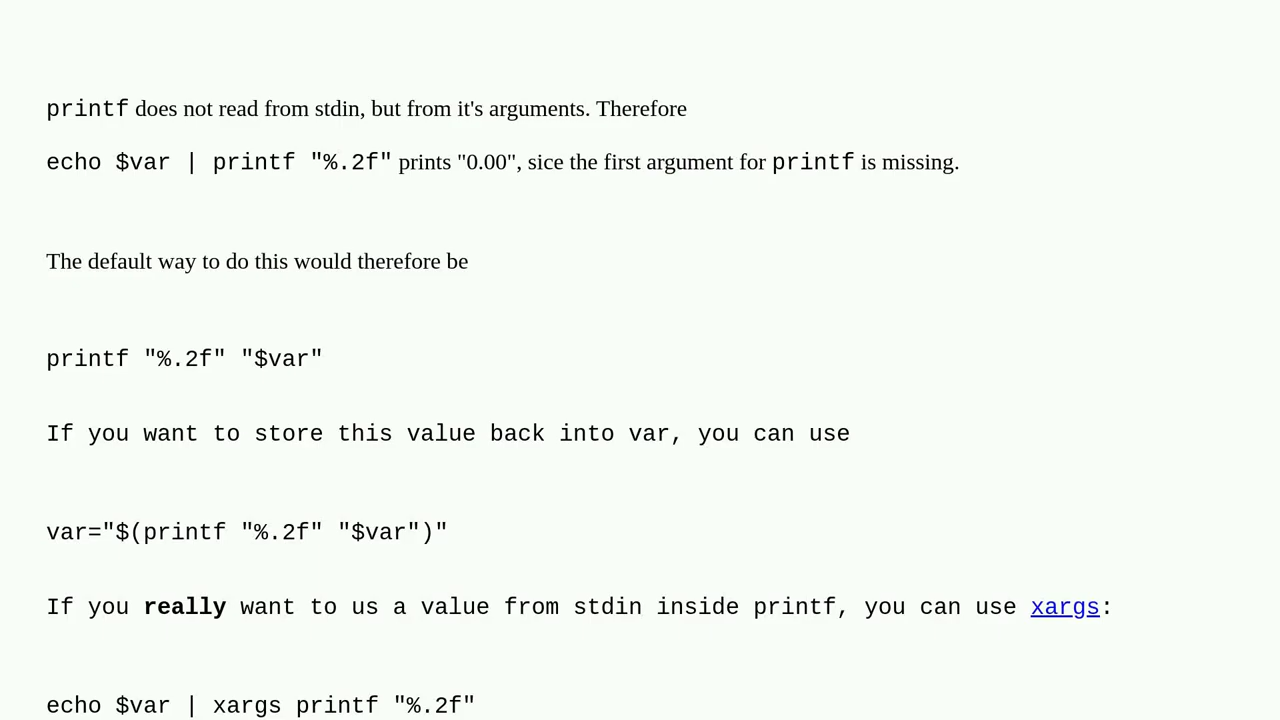 printf does not read from stdin, but from it's arguments. Therefore
echo $var | printf "%.2f" prints "0.00", sice the first argument for printf is missing.
The default way to do this would therefore be
printf "%.2f" "$var"
If you want to store this value back into var, you can use
var="$(printf "%.2f" "$var")"
If you really want to us a value from stdin inside printf, you can use xargs:
echo $var | xargs printf "%.2f"